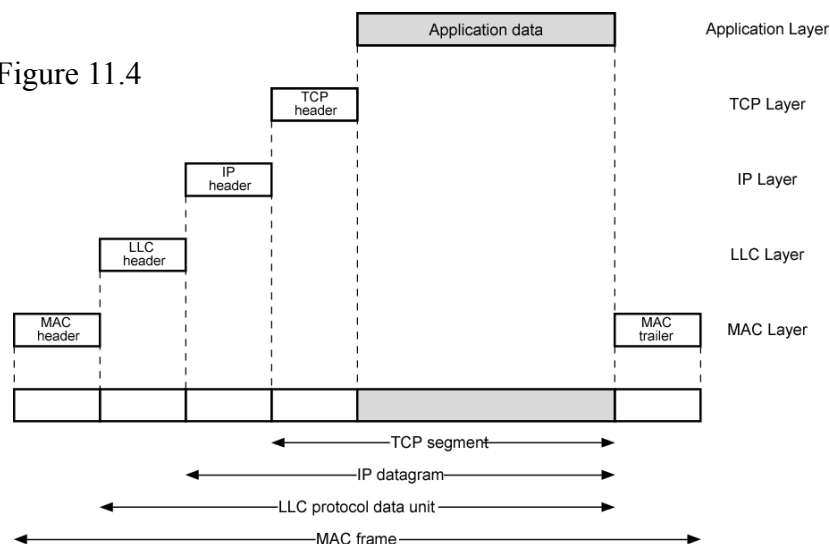 Application data
Application Layer
Figure 11.4
TCP
header
TCP Layer
IP
header
IP Layer
LLC
header
LLC Layer
MAC
header
MAC
trailer
MAC Layer
TCP segment
IP datagram
LLC protocol data unit
MAC frame